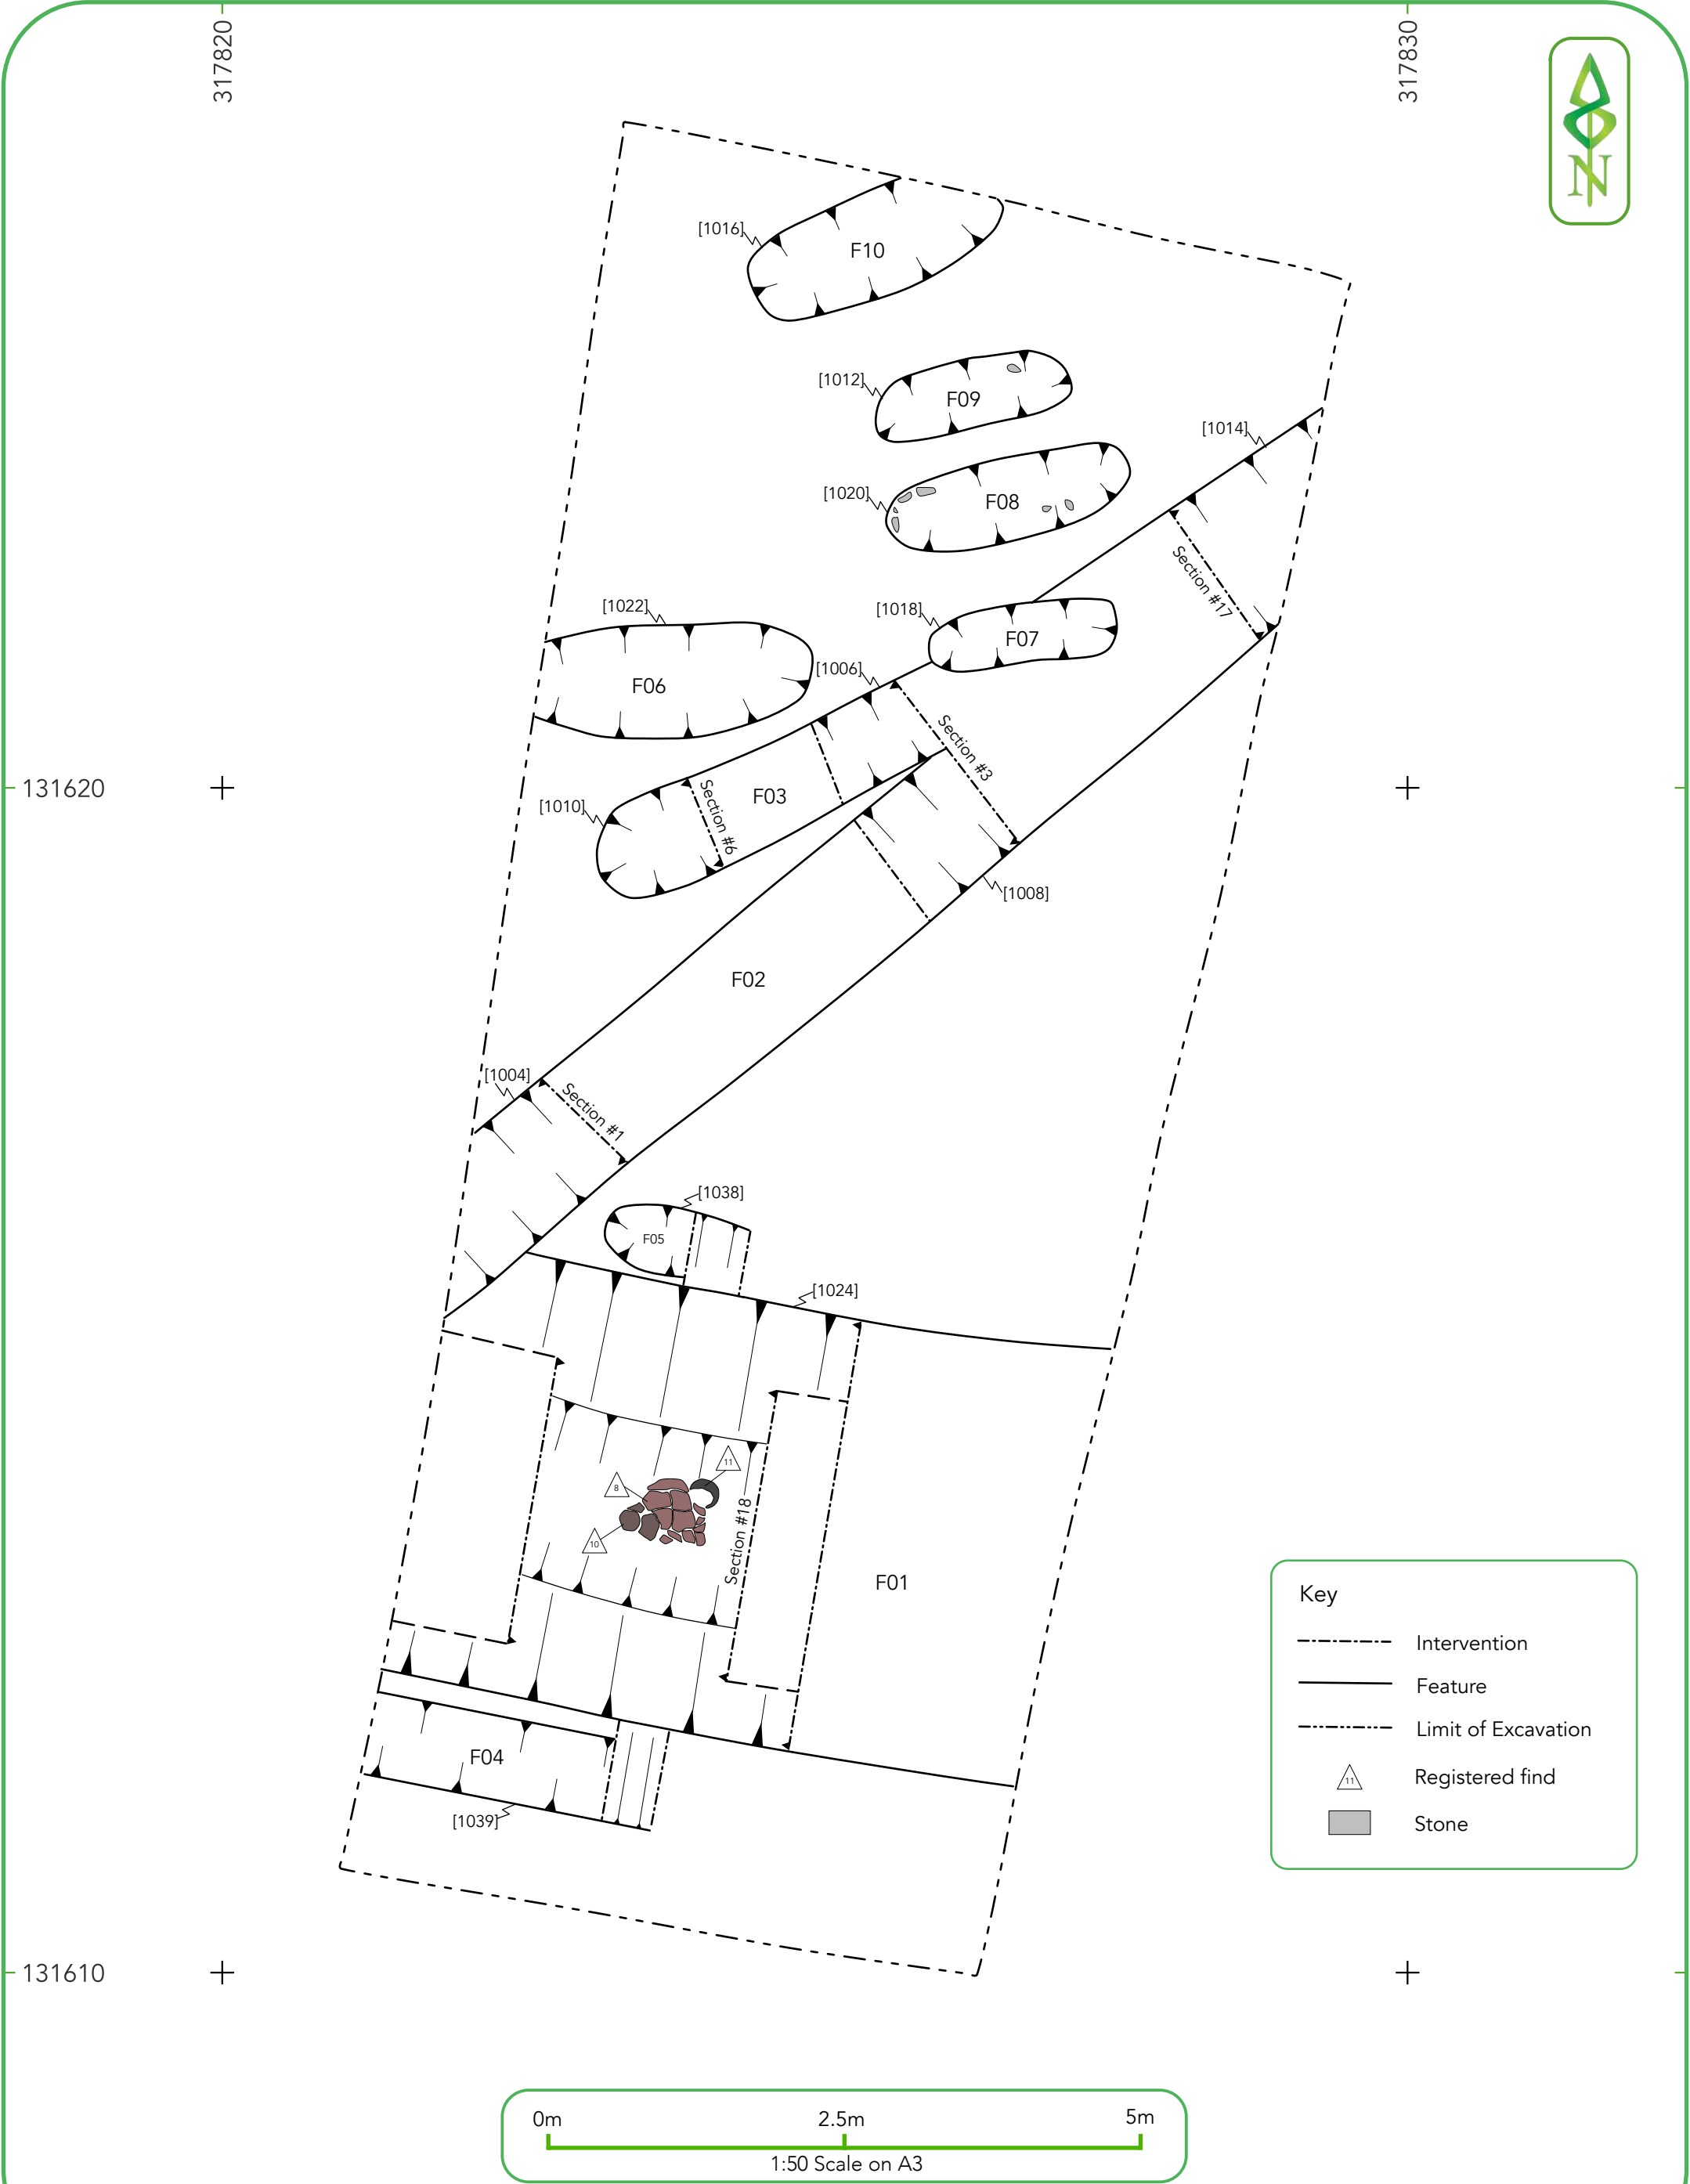 317820
317830
N
[1016]
F10
[1012]
F09
[1014]
[1020]
F08
Section #17
[1022]
[1018]
F07
[1006]
F06
Section #3
131620
[1010]
F03
Section #6
[1008]
F02
[1004]
Section #1
[1038]
F05
[1024]
11
8
10
Section #18
F01
F04
[1039]
Key
Intervention
Feature
Limit of Excavation
11
Registered find
Stone
131610
0m
2.5m
5m
1:50 Scale on A3